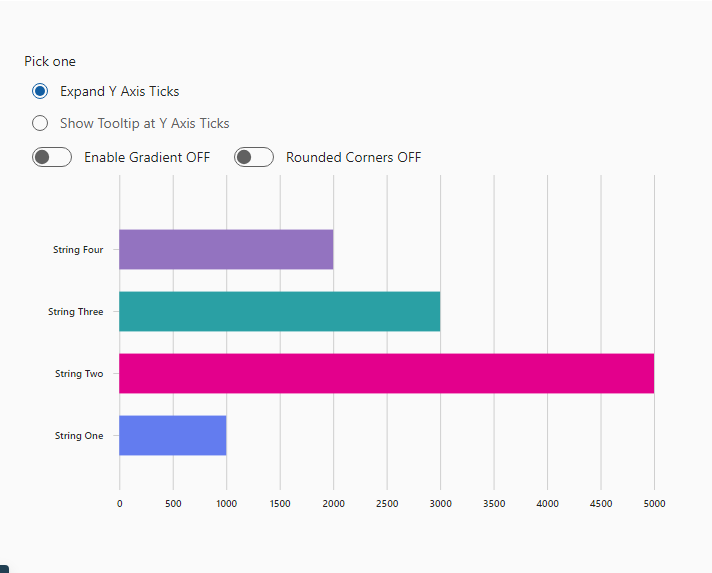 Pick one
Expand Y Axis Ticks
Show Tooltip at Y Axis Ticks
Enable Gradient OFF Rounded Corners OFF
String Four
String Three
String Two
String One
0 500 1000 1500 2000 2500 3000 3500 4000 4500 5000